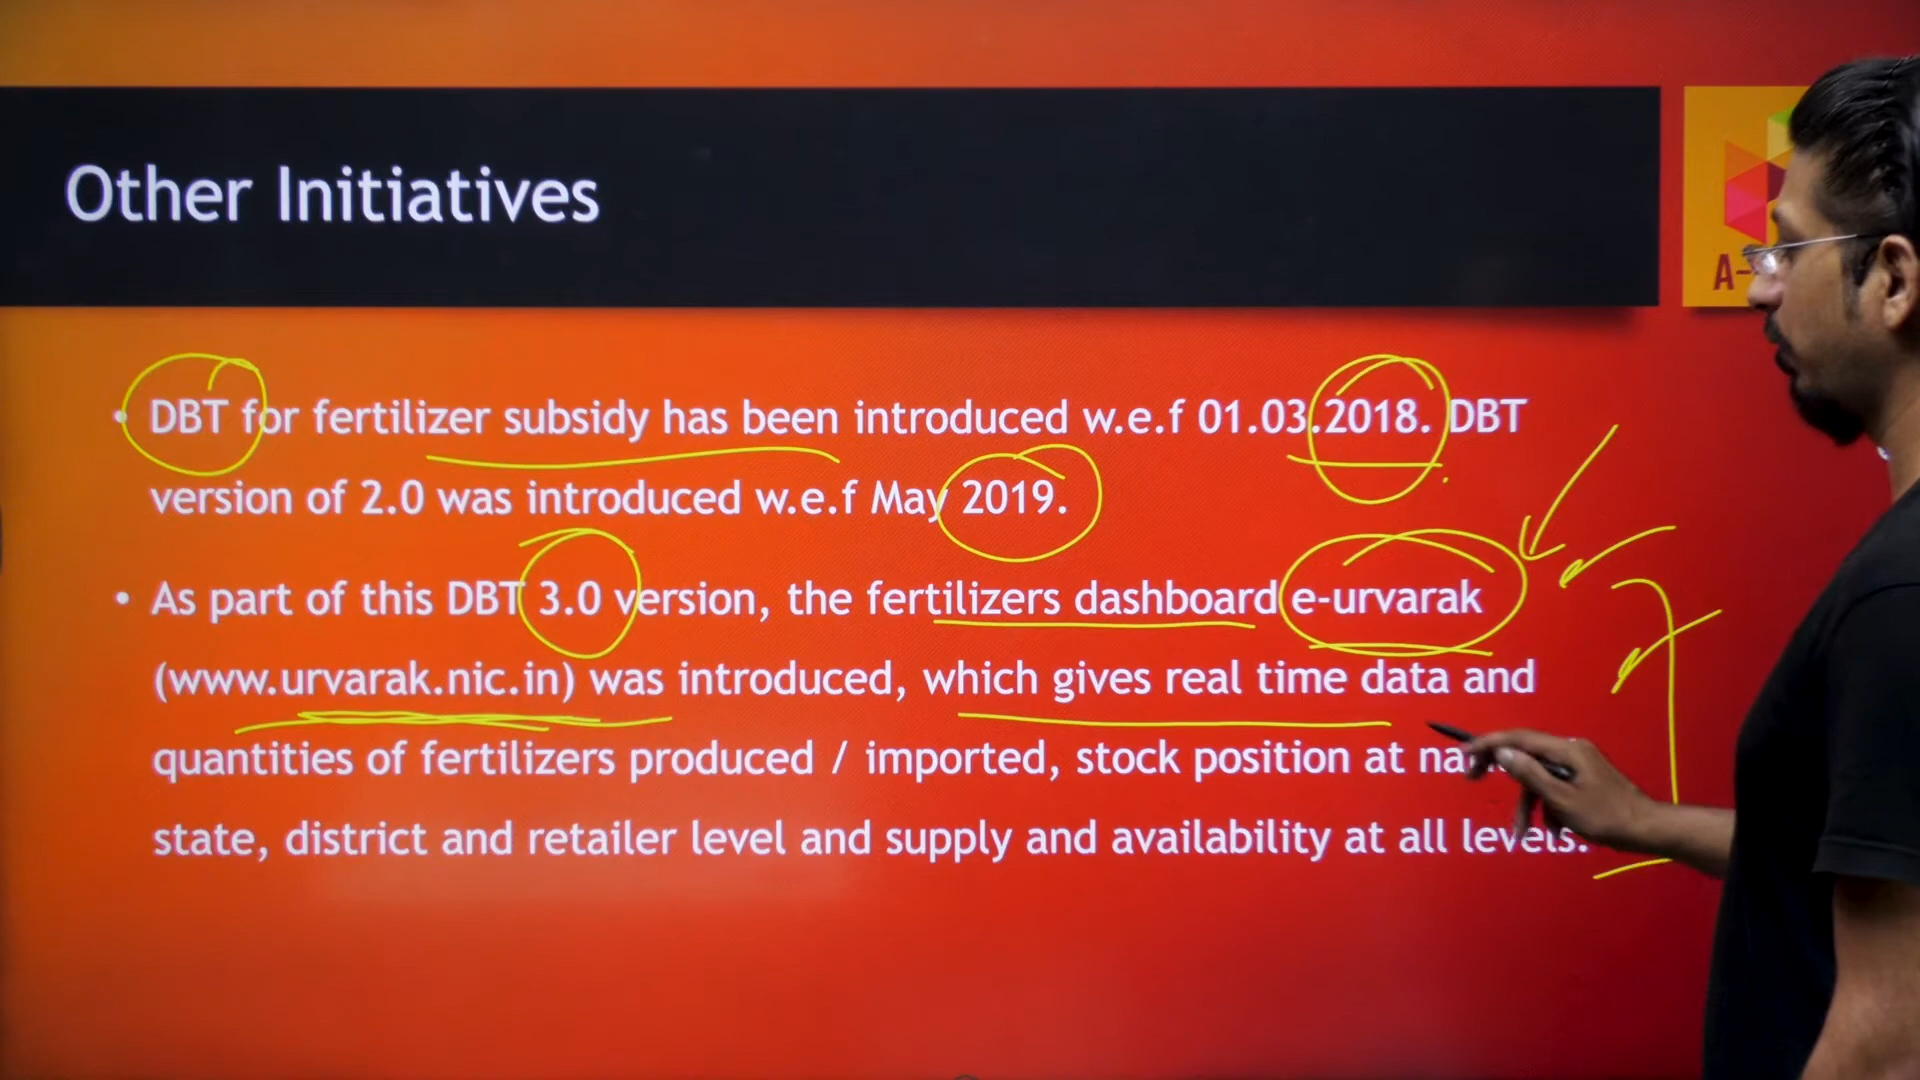 Other Initiatives
A-
• DBT for fertilizer subsidy has been introduced w.e.f 01.03.2018. DBT
version of 2.0 was introduced w.e.f May 2019.
• As part of this DBT 3.0 version, the fertilizers dashboard e-urvarak
(www.urvarak.nic.in) was introduced, which gives real time data and
quantities of fertilizers produced / imported, stock position at
state, district and retailer level and supply and availability at all levels.